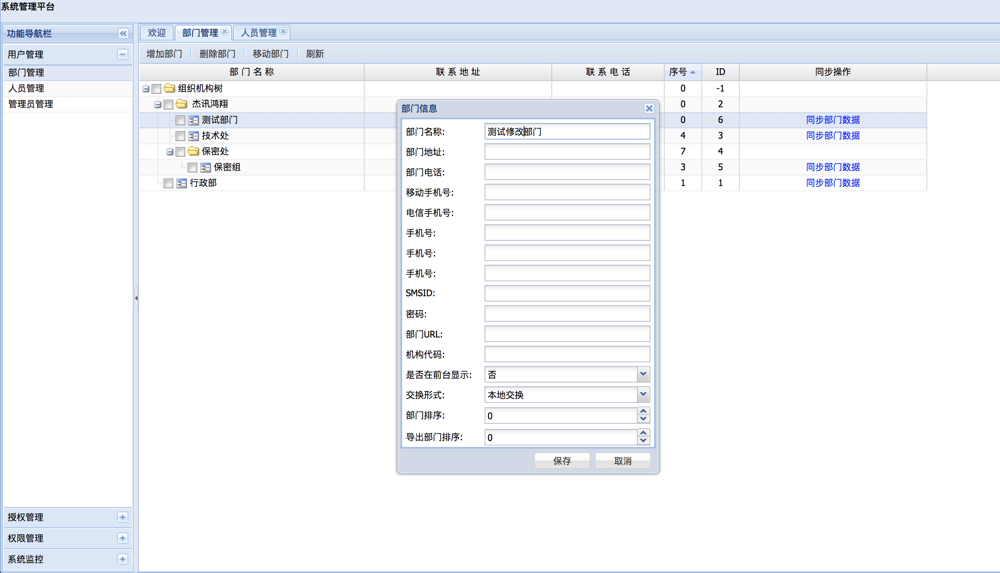 系统管理平台
功能导航栏
用户管理
部门管理
人员管理
管理员管理
授权管理
权限管理
系统监控
欢迎 部门管理 人员管理
增加部门 删除部门 移动部门 刷新
部 门 名 称 联 系 地 址 联 系 电 话 序号 ID 同步操作
组织机构树 0 -1
杰讯鸿翔 0 2
测试部门 0 6 同步部门数据
技术处 4 3 同步部门数据
保密处 7 4
保密组 3 5 同步部门数据
行政部 1 1 同步部门数据
部门信息
部门名称: 测试修改部门
部门地址:
部门电话:
移动手机号:
电信手机号:
手机号:
手机号:
手机号:
SMSID:
密码:
部门URL:
机构代码:
是否在前台显示: 否
交换形式: 本地交换
部门排序: 0
导出部门排序: 0
保存 取消